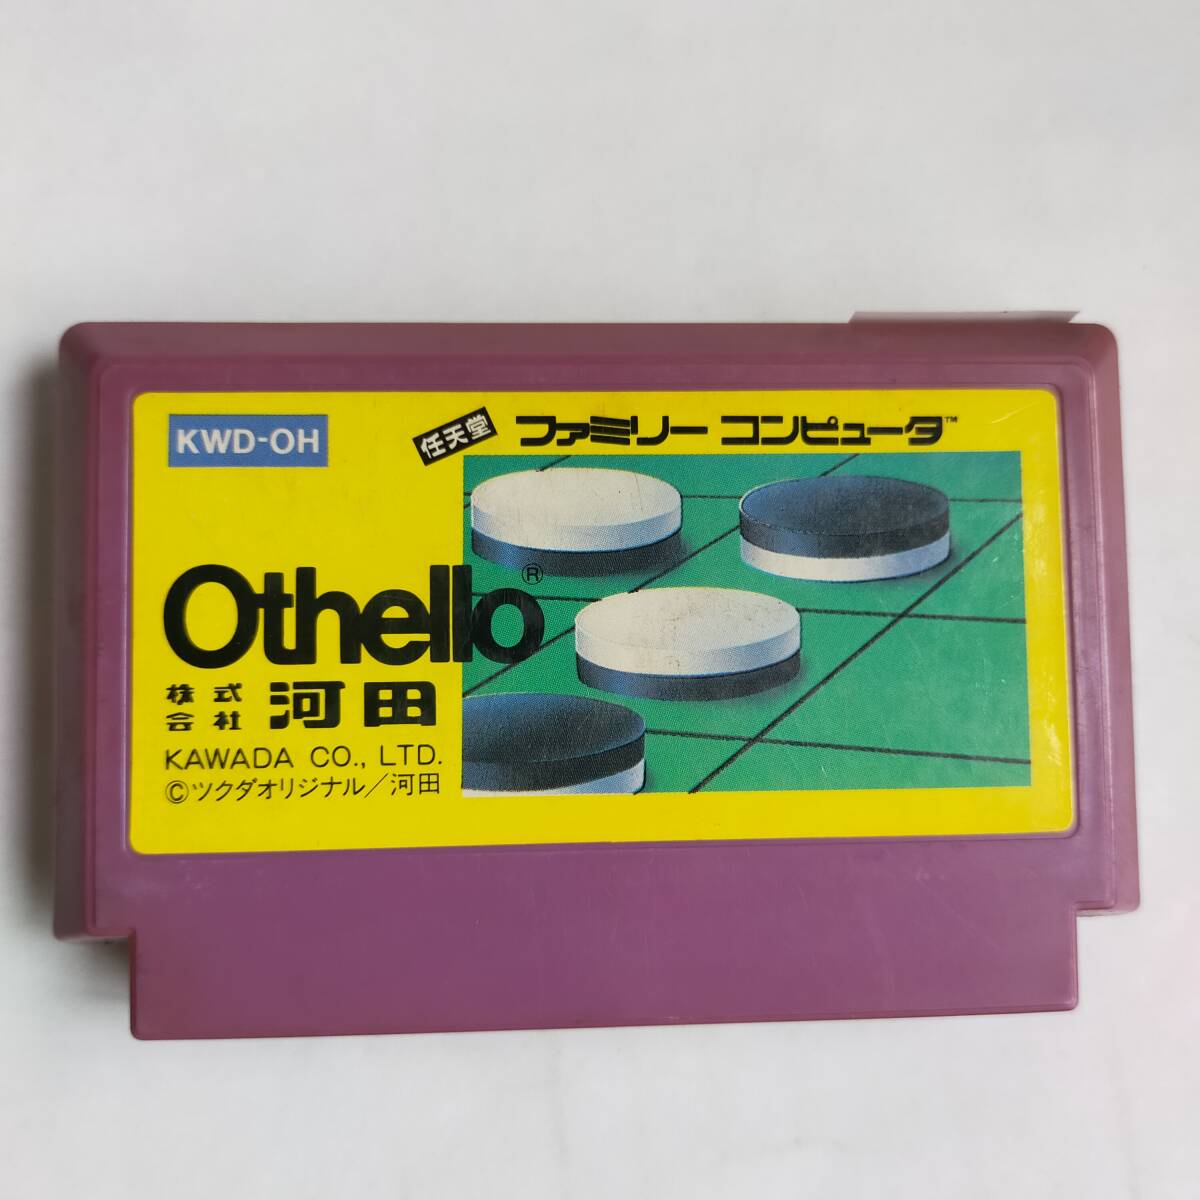 KWD-OH
任天堂 ファミリー コンピュータ™
Othello®
株式会社 河田
KAWADA CO., LTD.
©ツクダオリジナル/河田